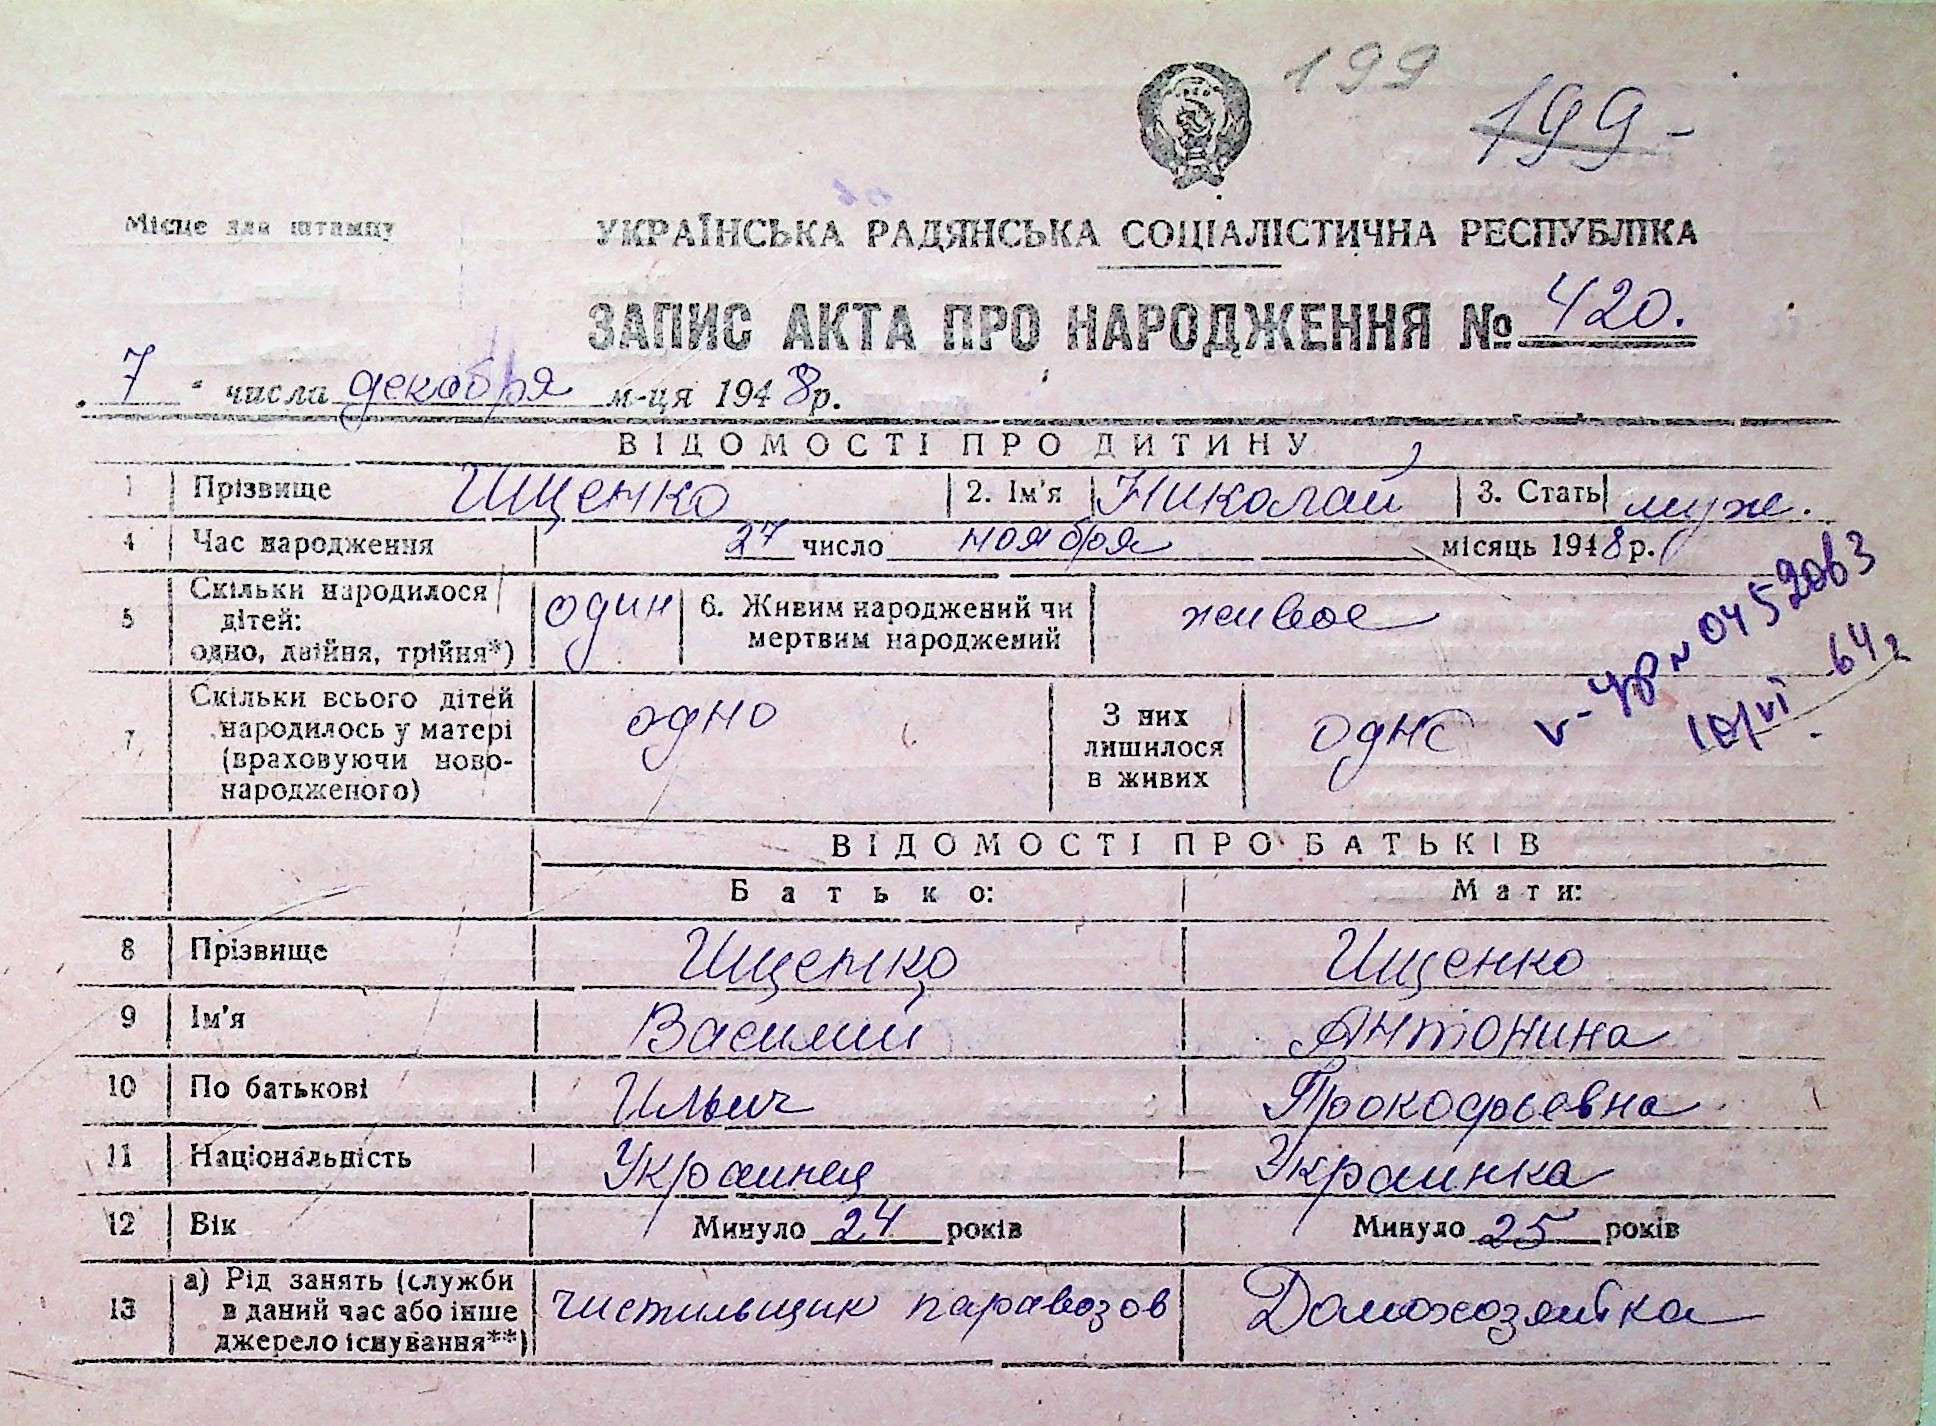 199
199 -
Місце для штампу
УКРАЇНСЬКА РАДЯНСЬКА СОЦІАЛІСТИЧНА РЕСПУБЛІКА
ЗАПИС АКТА ПРО НАРОДЖЕННЯ № 420.
„ 7 " числа декабря м-ця 1948 р.
ВІДОМОСТІ ПРО ДИТИНУ
1 Прізвище Ищенко 2. Ім'я Николай 3. Стать муж.
4 Час народження 27 число ноября місяць 1948 р.
5 Скільки народилося дітей: одно, двійня, трійня*) один 6. Живим народжений чи мертвим народжений живое
7 Скільки всього дітей народилось у матері (враховуючи новонародженого) одно З них лишилося в живих одно
64 г
ВІДОМОСТІ ПРО БАТЬКІВ
Батько: Мати:
8 Прізвище Ищенко Ищенко
9 Ім'я Василий Антонина
10 По батькові Ильич Прокофьевна
11 Національність Украинец Украинка
12 Вік Минуло 24 років Минуло 25 років
13 а) Рід занять (служби в даний час або інше джерело існування**) чистильщик паравозов Домохозяйка